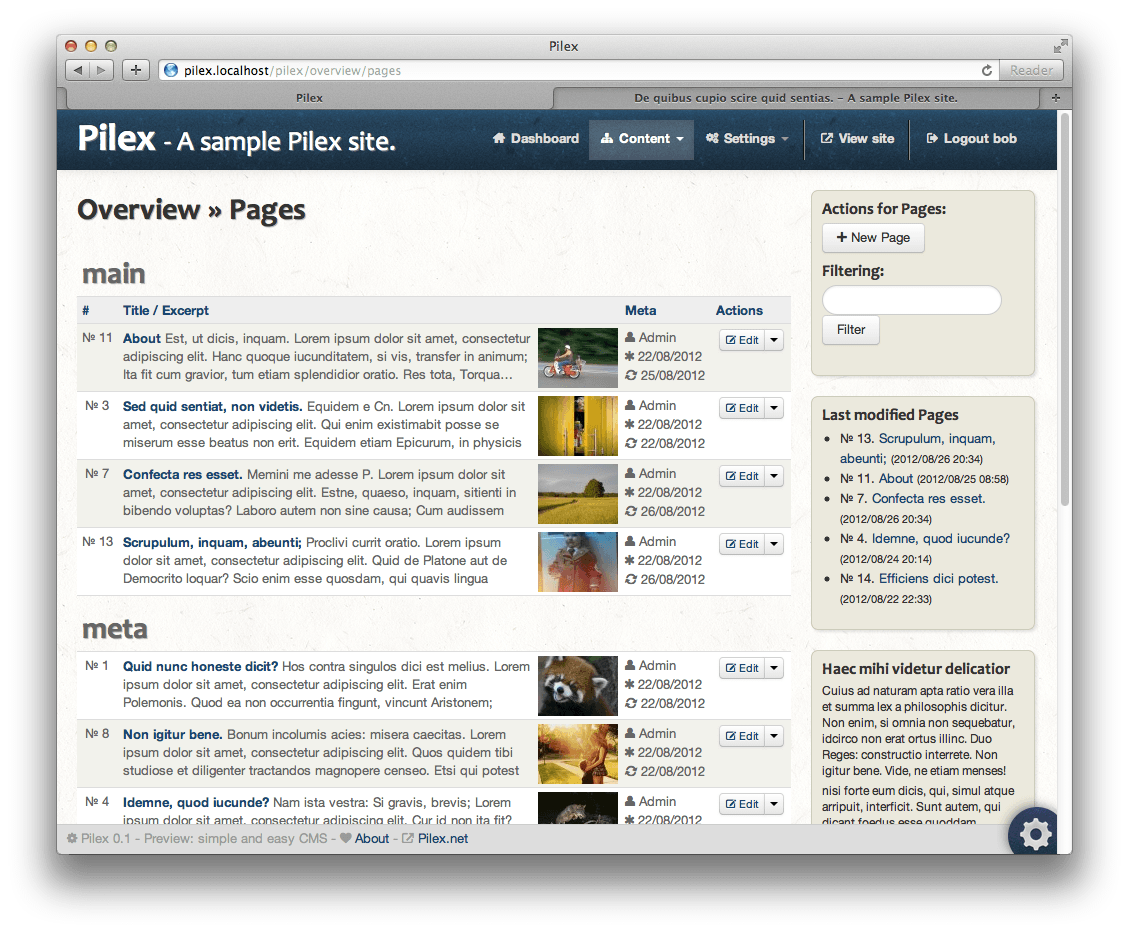 Pilex
pilex.localhost/pilex/overview/pages
Reader
Pilex
De quibus cupio scire quid sentias. – A sample Pilex site.
+
Pilex - A sample Pilex site.
Dashboard
Content
Settings
View site
Logout bob
Overview » Pages
main
# Title / Excerpt Meta Actions
№ 11 About Est, ut dicis, inquam. Lorem ipsum dolor sit amet, consectetur
adipiscing elit. Hanc quoque iucunditatem, si vis, transfer in animum;
Ita fit cum gravior, tum etiam splendidior oratio. Res tota, Torqua...
Admin
22/08/2012
25/08/2012
Edit
№ 3 Sed quid sentiat, non videtis. Equidem e Cn. Lorem ipsum dolor sit
amet, consectetur adipiscing elit. Qui enim existimabit posse se
miserum esse beatus non erit. Equidem etiam Epicurum, in physicis
Admin
22/08/2012
22/08/2012
Edit
№ 7 Confecta res esset. Memini me adesse P. Lorem ipsum dolor sit
amet, consectetur adipiscing elit. Estne, quaeso, inquam, sitienti in
bibendo voluptas? Laboro autem non sine causa; Cum audissem
Admin
22/08/2012
26/08/2012
Edit
№ 13 Scrupulum, inquam, abeunti; Proclivi currit oratio. Lorem ipsum
dolor sit amet, consectetur adipiscing elit. Quid de Platone aut de
Democrito loquar? Scio enim esse quosdam, qui quavis lingua
Admin
22/08/2012
26/08/2012
Edit
meta
№ 1 Quid nunc honeste dicit? Hos contra singulos dici est melius. Lorem
ipsum dolor sit amet, consectetur adipiscing elit. Erat enim
Polemonis. Quod ea non occurrentia fingunt, vincunt Aristonem;
Admin
22/08/2012
22/08/2012
Edit
№ 8 Non igitur bene. Bonum incolumis acies: misera caecitas. Lorem
ipsum dolor sit amet, consectetur adipiscing elit. Quos quidem tibi
studiose et diligenter tractandos magnopere censeo. Etsi qui potest
Admin
22/08/2012
22/08/2012
Edit
№ 4 Idemne, quod iucunde? Nam ista vestra: Si gravis, brevis; Lorem
ipsum dolor sit amet, consectetur adipiscing elit. Cur id non ita fit?
Admin
22/08/2012
Edit
Actions for Pages:
+ New Page
Filtering:
Filter
Last modified Pages
• № 13. Scrupulum, inquam,
abeunti; (2012/08/26 20:34)
• № 11. About (2012/08/25 08:58)
• № 7. Confecta res esset.
(2012/08/26 20:34)
• № 4. Idemne, quod iucunde?
(2012/08/24 20:14)
• № 14. Efficiens dici potest.
(2012/08/22 22:33)
Haec mihi videtur delicatior
Cuius ad naturam apta ratio vera illa
et summa lex a philosophis dicitur.
Non enim, si omnia non sequebatur,
idcirco non erat ortus illinc. Duo
Reges: constructio interrete. Non
igitur bene. Vide, ne etiam menses!
nisi forte eum dicis, qui, simul atque
arripuit, interficit. Sunt autem, qui
dicant foedus esse quoddam
Pilex 0.1 - Preview: simple and easy CMS - About - Pilex.net